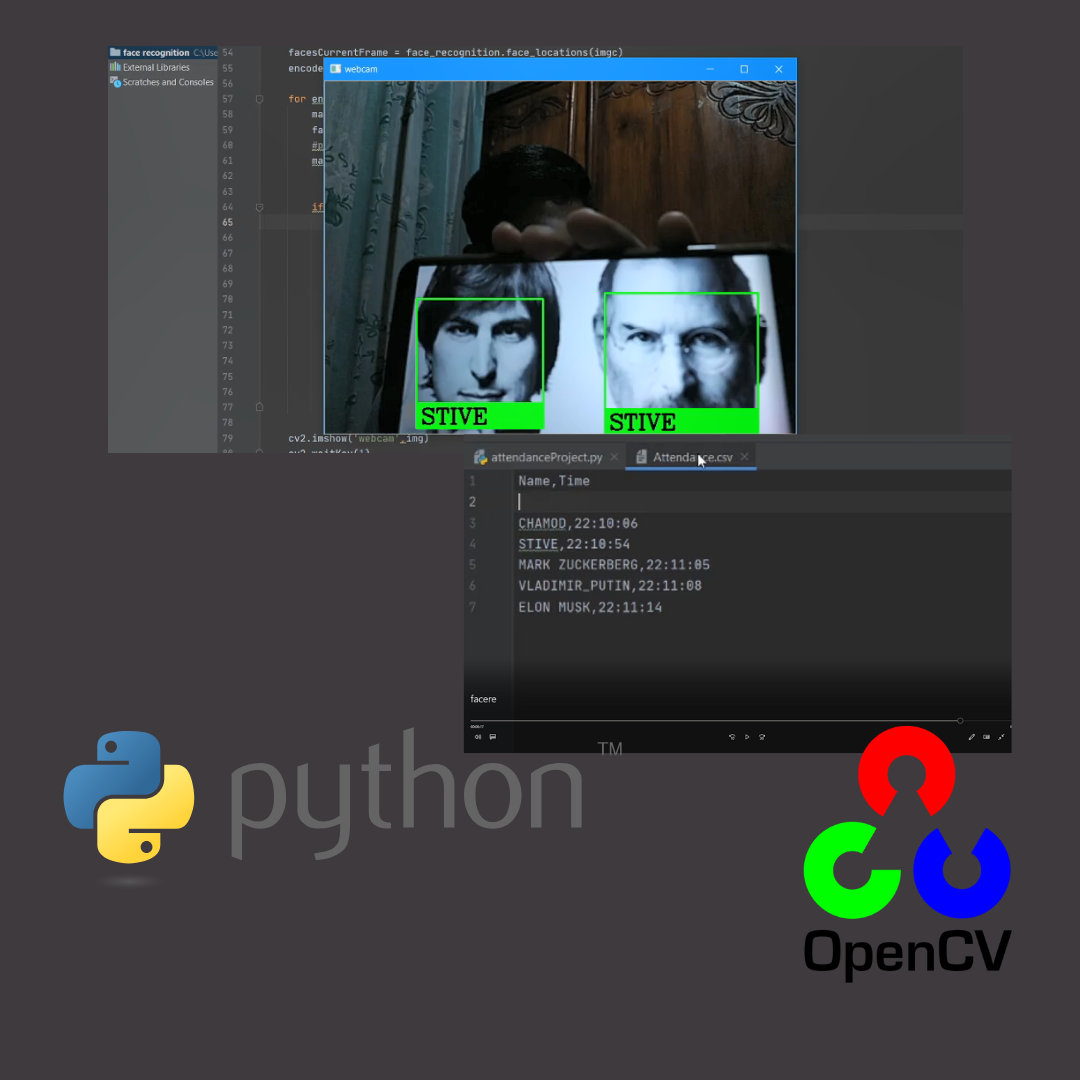 face recognition C:\Use
External Libraries
Scratches and Consoles
54 facesCurrentFrame = face_recognition.face_locations(imgc)
55 encode
56
57 for en
58 ma
59 fa
60 #p
61 ma
62
63
64 if
65
66
67
68
69
70
71
72
73
74
75
76
77
78
79 cv2.imshow('webcam',img)
cv2.waitKey(1)
webcam
STIVE
STIVE
attendanceProject.py
Attendance.csv
1 Name,Time
2
3 CHAMOD,22:10:06
4 STIVE,22:10:54
5 MARK ZUCKERBERG,22:11:05
6 VLADIMIR_PUTIN,22:11:08
7 ELON MUSK,22:11:14
facere
python
TM
OpenCV